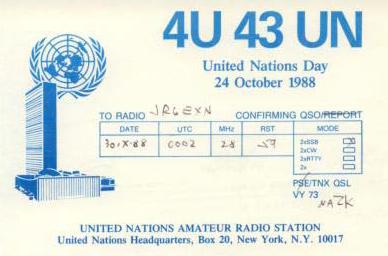 4U 43 UN
United Nations Day
24 October 1988
TO RADIO JR6EXN CONFIRMING QSO/REPORT
DATE UTC MHz RST MODE
30.X.88 0002 28 59
2xSSB
2xCW
2xRTTY
2x
PSE/TNX QSL
VY 73
UNITED NATIONS AMATEUR RADIO STATION
United Nations Headquarters, Box 20, New York, N.Y. 10017